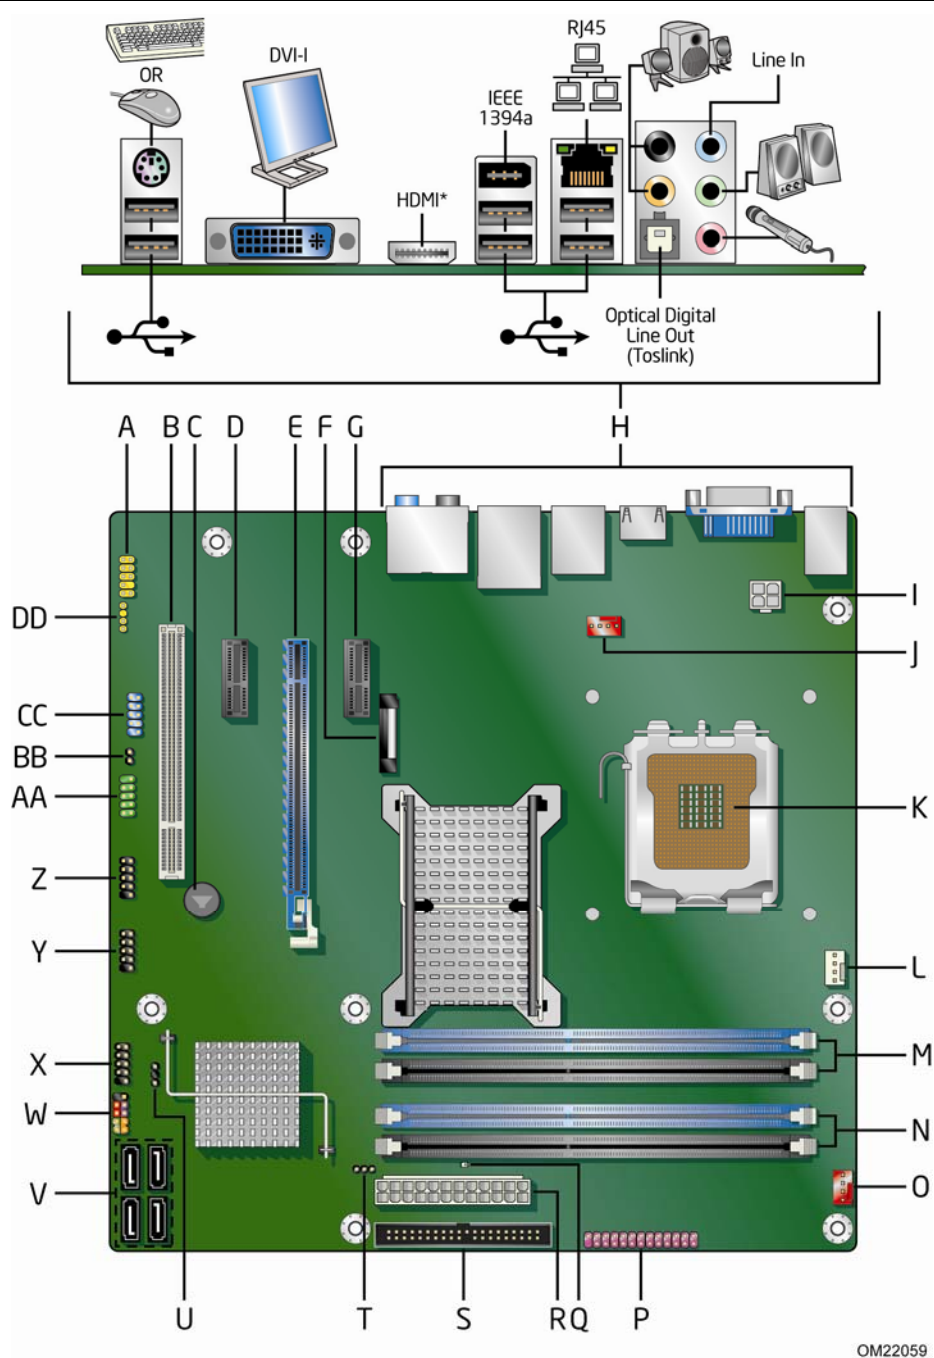 RJ45
DVI-I
Line In
OR
IEEE
1394a
HDMI*
Optical Digital
Line Out
(Toslink)
A B C D E F G H
I
DD
J
CC
BB
AA
K
Z
Y
L
X
M
W
N
V
O
U T S R Q P
OM22059